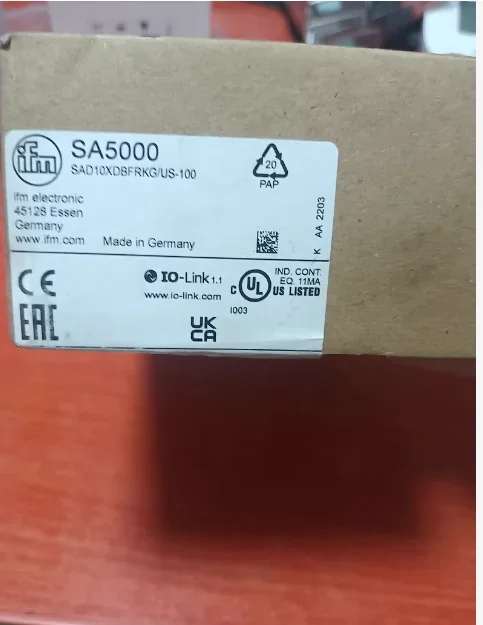 ifm
SA5000
SAD10XDBFRKG/US-100
20
PAP
ifm electronic
45128 Essen
Germany
www.ifm.com Made in Germany
K AA 2203
CE
IO-Link 1.1
www.io-link.com
C UL US LISTED
IND. CONT.
EQ. 11MA
I003
EAC
UK
CA